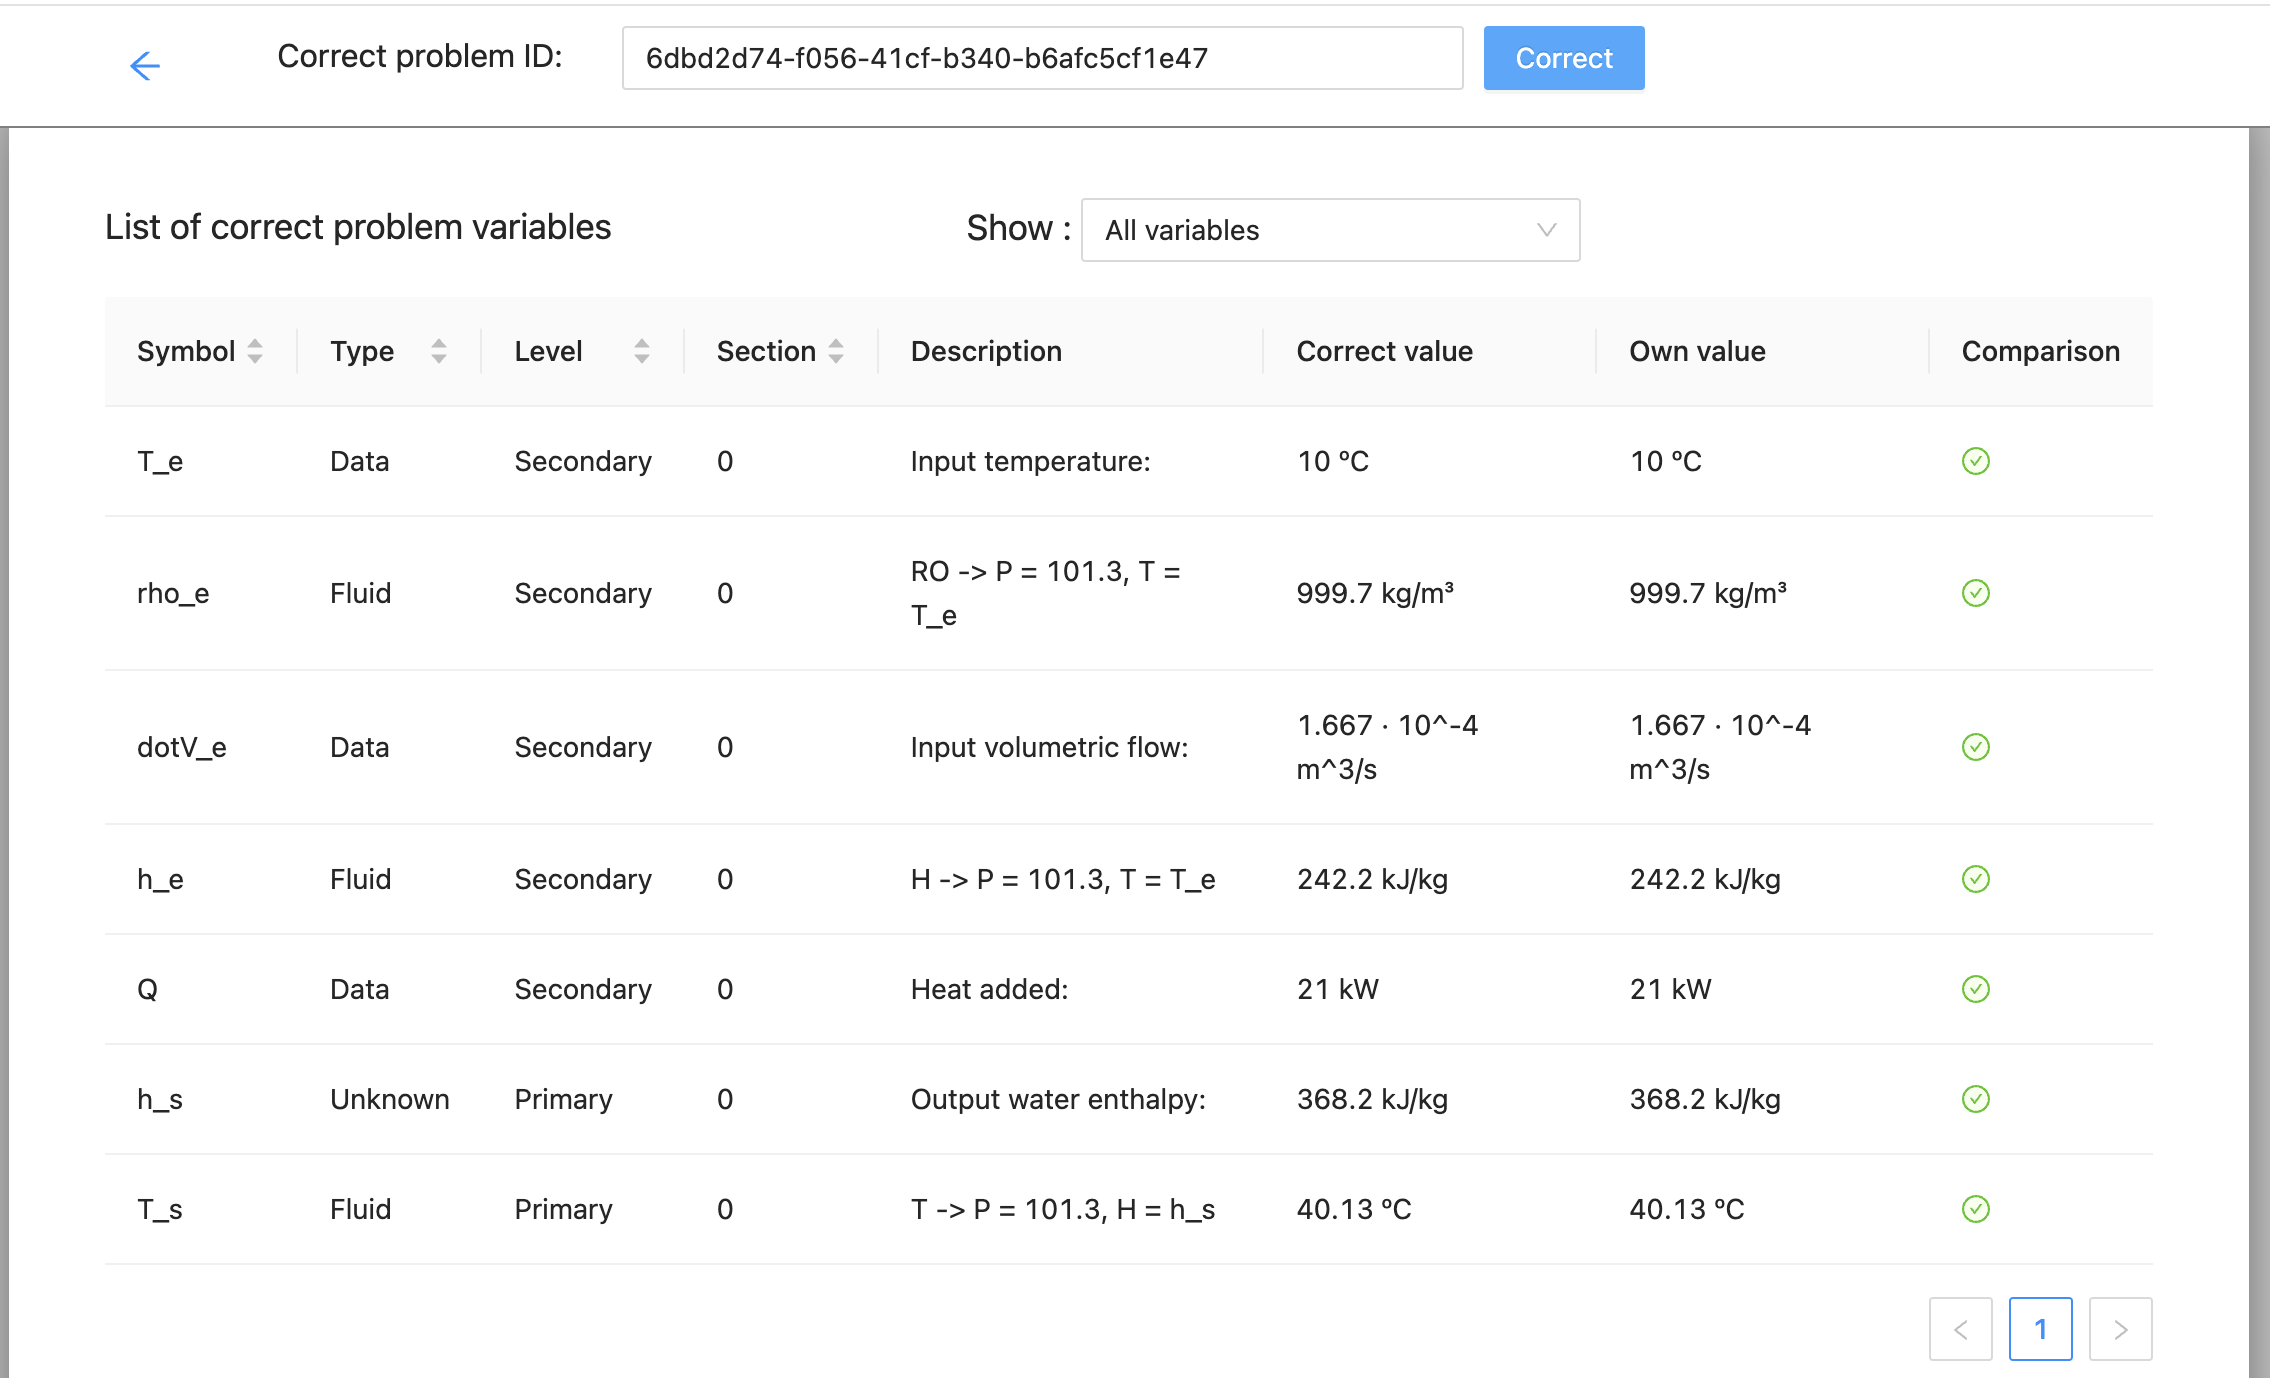 Correct problem ID: 6dbd2d74-f056-41cf-b340-b6afc5cf1e47 Correct
List of correct problem variables Show : All variables
Symbol Type Level Section Description Correct value Own value Comparison
T_e Data Secondary 0 Input temperature: 10 ºC 10 ºC
rho_e Fluid Secondary 0 RO -> P = 101.3, T = 999.7 kg/m³ 999.7 kg/m³
T_e
dotV_e Data Secondary 0 Input volumetric flow: 1.667 · 10^-4 1.667 · 10^-4
m^3/s m^3/s
h_e Fluid Secondary 0 H -> P = 101.3, T = T_e 242.2 kJ/kg 242.2 kJ/kg
Q Data Secondary 0 Heat added: 21 kW 21 kW
h_s Unknown Primary 0 Output water enthalpy: 368.2 kJ/kg 368.2 kJ/kg
T_s Fluid Primary 0 T -> P = 101.3, H = h_s 40.13 ºC 40.13 ºC
< 1 >